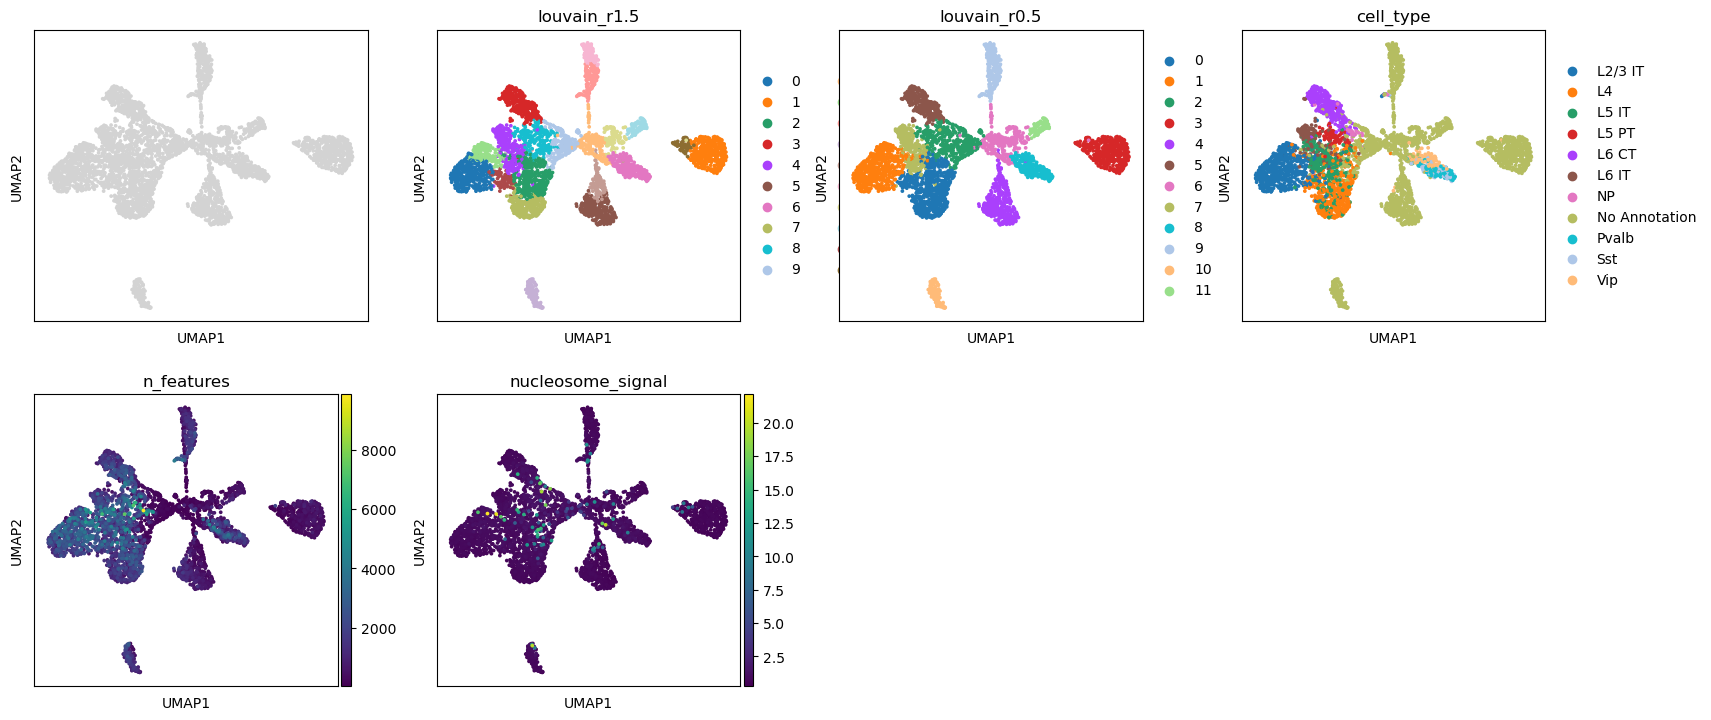 UMAP2
UMAP1
louvain_r1.5
UMAP2
UMAP1
0
1
2
3
4
5
6
7
8
9
louvain_r0.5
UMAP2
UMAP1
0
1
2
3
4
5
6
7
8
9
10
11
cell_type
UMAP2
UMAP1
L2/3 IT
L4
L5 IT
L5 PT
L6 CT
L6 IT
NP
No Annotation
Pvalb
Sst
Vip
n_features
UMAP2
UMAP1
8000
6000
4000
2000
nucleosome_signal
UMAP2
UMAP1
20.0
17.5
15.0
12.5
10.0
7.5
5.0
2.5